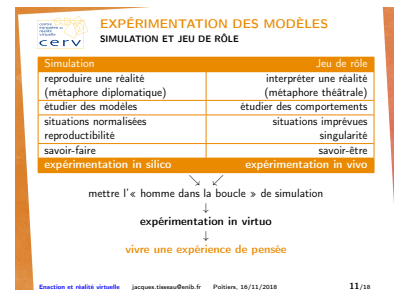 centre
européen de
réalité
virtuelle
cerv
EXPÉRIMENTATION DES MODÈLES
SIMULATION ET JEU DE RÔLE
Simulation Jeu de rôle
reproduire une réalité interpréter une réalité
(métaphore diplomatique) (métaphore théâtrale)
étudier des modèles étudier des comportements
situations normalisées situations imprévues
reproductibilité singularité
savoir-faire savoir-être
expérimentation in silico expérimentation in vivo
↘ ↙
mettre l'« homme dans la boucle » de simulation
↓
expérimentation in virtuo
↓
vivre une expérience de pensée
Enaction et réalité virtuelle jacques.tisseau@enib.fr Poitiers, 16/11/2018 11/18